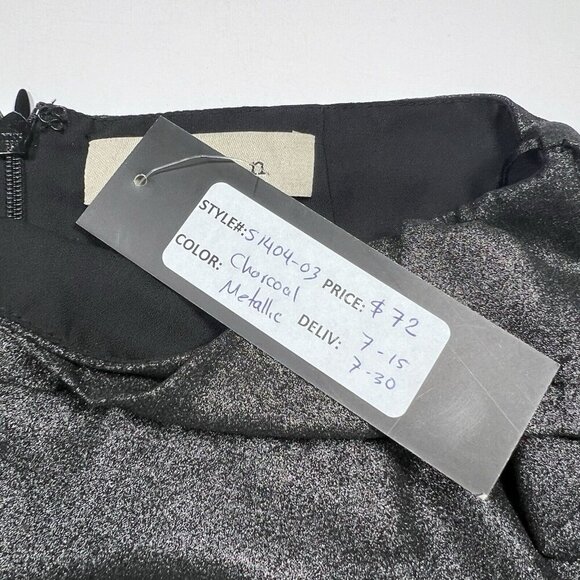 STYLE#: S1404-03 PRICE: $72
COLOR: Charcoal
Metallic DELIV: 7-15
7-30